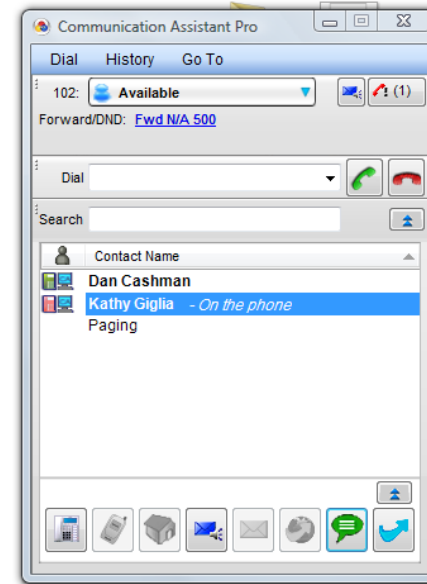 Communication Assistant Pro
Dial History Go To
102: Available (1)
Forward/DND: Fwd N/A 500
Dial
Search
Contact Name
Dan Cashman
Kathy Giglia - On the phone
Paging